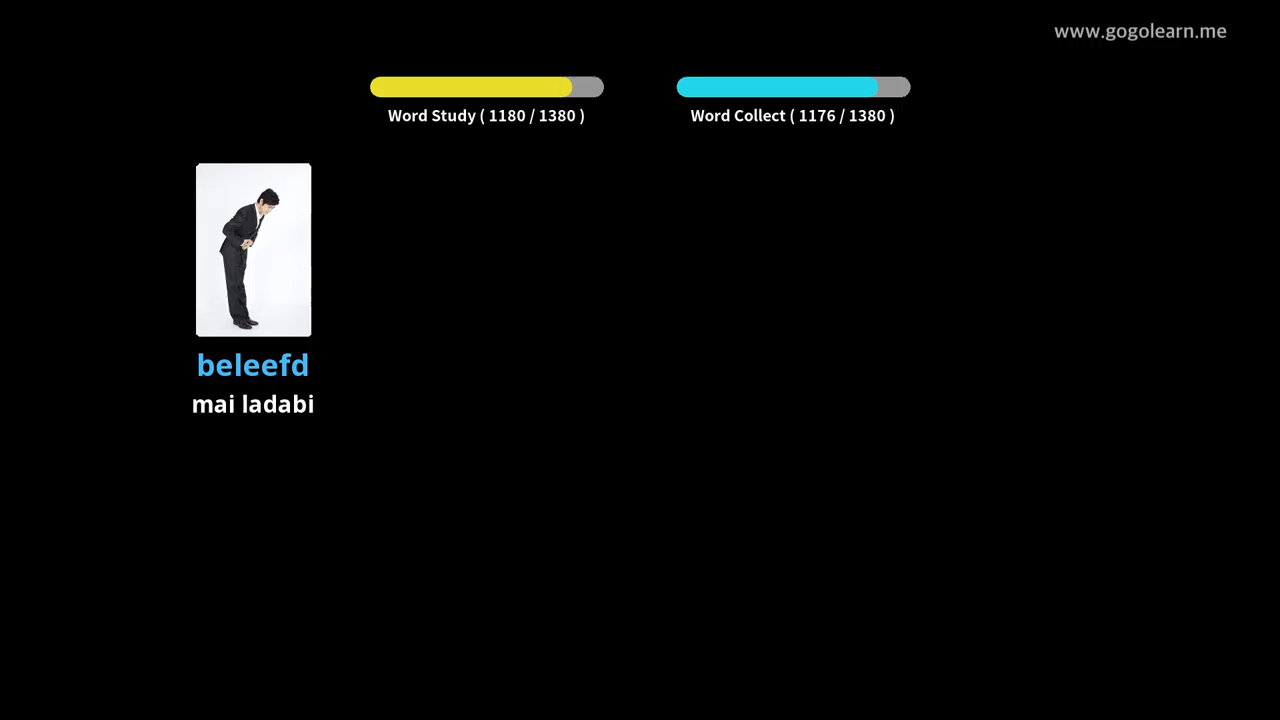 www.gogolearn.me
Word Study ( 1180 / 1380 )
Word Collect ( 1176 / 1380 )
beleefd
mai ladabi